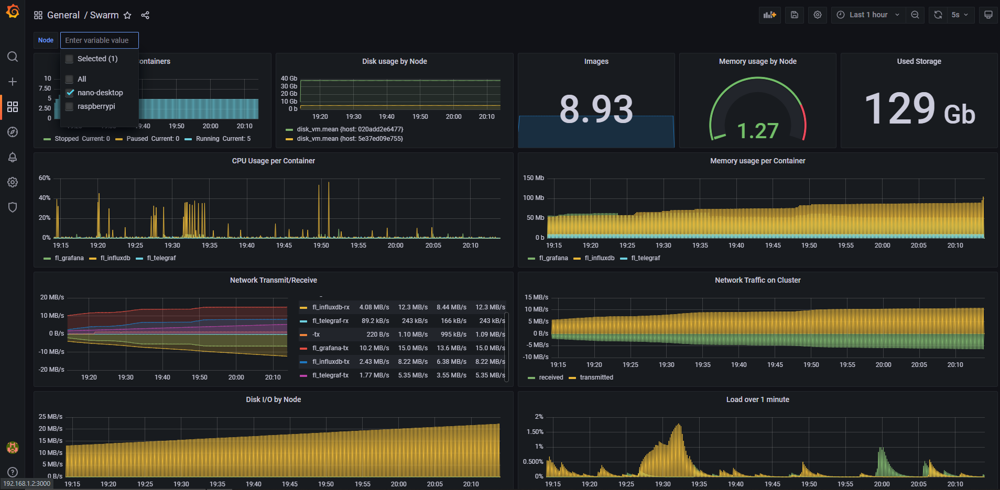 General / Swarm
Last 1 hour
5s
Node
Enter variable value
Selected (1)
All
nano-desktop
raspberrypi
ontainers
10
7.50
5
2.50
0
19:40 19:50 20:00 20:10
Stopped Current: 0 Paused Current: 0 Running Current: 5
Disk usage by Node
40 Gb
30 Gb
20 Gb
10 Gb
0 b
19:20 19:30 19:40 19:50 20:00 20:10
disk_vm.mean {host: 020add2e6477}
disk_vm.mean {host: 5e37ed09e755}
Images
8.93
Memory usage by Node
1.27
Used Storage
129 Gb
CPU Usage per Container
60%
40%
20%
0%
19:15 19:20 19:25 19:30 19:35 19:40 19:45 19:50 19:55 20:00 20:05 20:10
fl_grafana fl_influxdb fl_telegraf
Memory usage per Container
150 Mb
100 Mb
50 Mb
0 b
19:15 19:20 19:25 19:30 19:35 19:40 19:45 19:50 19:55 20:00 20:05 20:10
fl_grafana fl_influxdb fl_telegraf
Network Transmit/Receive
20 MB/s
10 MB/s
0 B/s
-10 MB/s
-20 MB/s
19:20 19:30 19:40 19:50 20:00 20:10
fl_influxdb-rx 4.08 MB/s 12.3 MB/s 8.44 MB/s 12.3 MB/s
fl_telegraf-rx 89.2 kB/s 243 kB/s 166 kB/s 243 kB/s
-tx 220 B/s 1.10 MB/s 995 kB/s 1.09 MB/s
fl_grafana-tx 10.2 MB/s 15.0 MB/s 13.6 MB/s 15.0 MB/s
fl_influxdb-tx 2.43 MB/s 8.22 MB/s 6.38 MB/s 8.22 MB/s
fl_telegraf-tx 1.77 MB/s 5.35 MB/s 3.55 MB/s 5.35 MB/s
Network Traffic on Cluster
15 MB/s
10 MB/s
5 MB/s
0 B/s
-5 MB/s
-10 MB/s
19:15 19:20 19:25 19:30 19:35 19:40 19:45 19:50 19:55 20:00 20:05 20:10
received transmitted
Disk I/O by Node
25 MB/s
20 MB/s
15 MB/s
10 MB/s
5 MB/s
0 B/s
19:15 19:20 19:25 19:30 19:35 19:40 19:45 19:50 19:55 20:00 20:05 20:10
Load over 1 minute
2%
1.50%
1%
0.500%
0%
19:15 19:20 19:25 19:30 19:35 19:40 19:45 19:50 19:55 20:00 20:05 20:10
192.168.1.2:3000